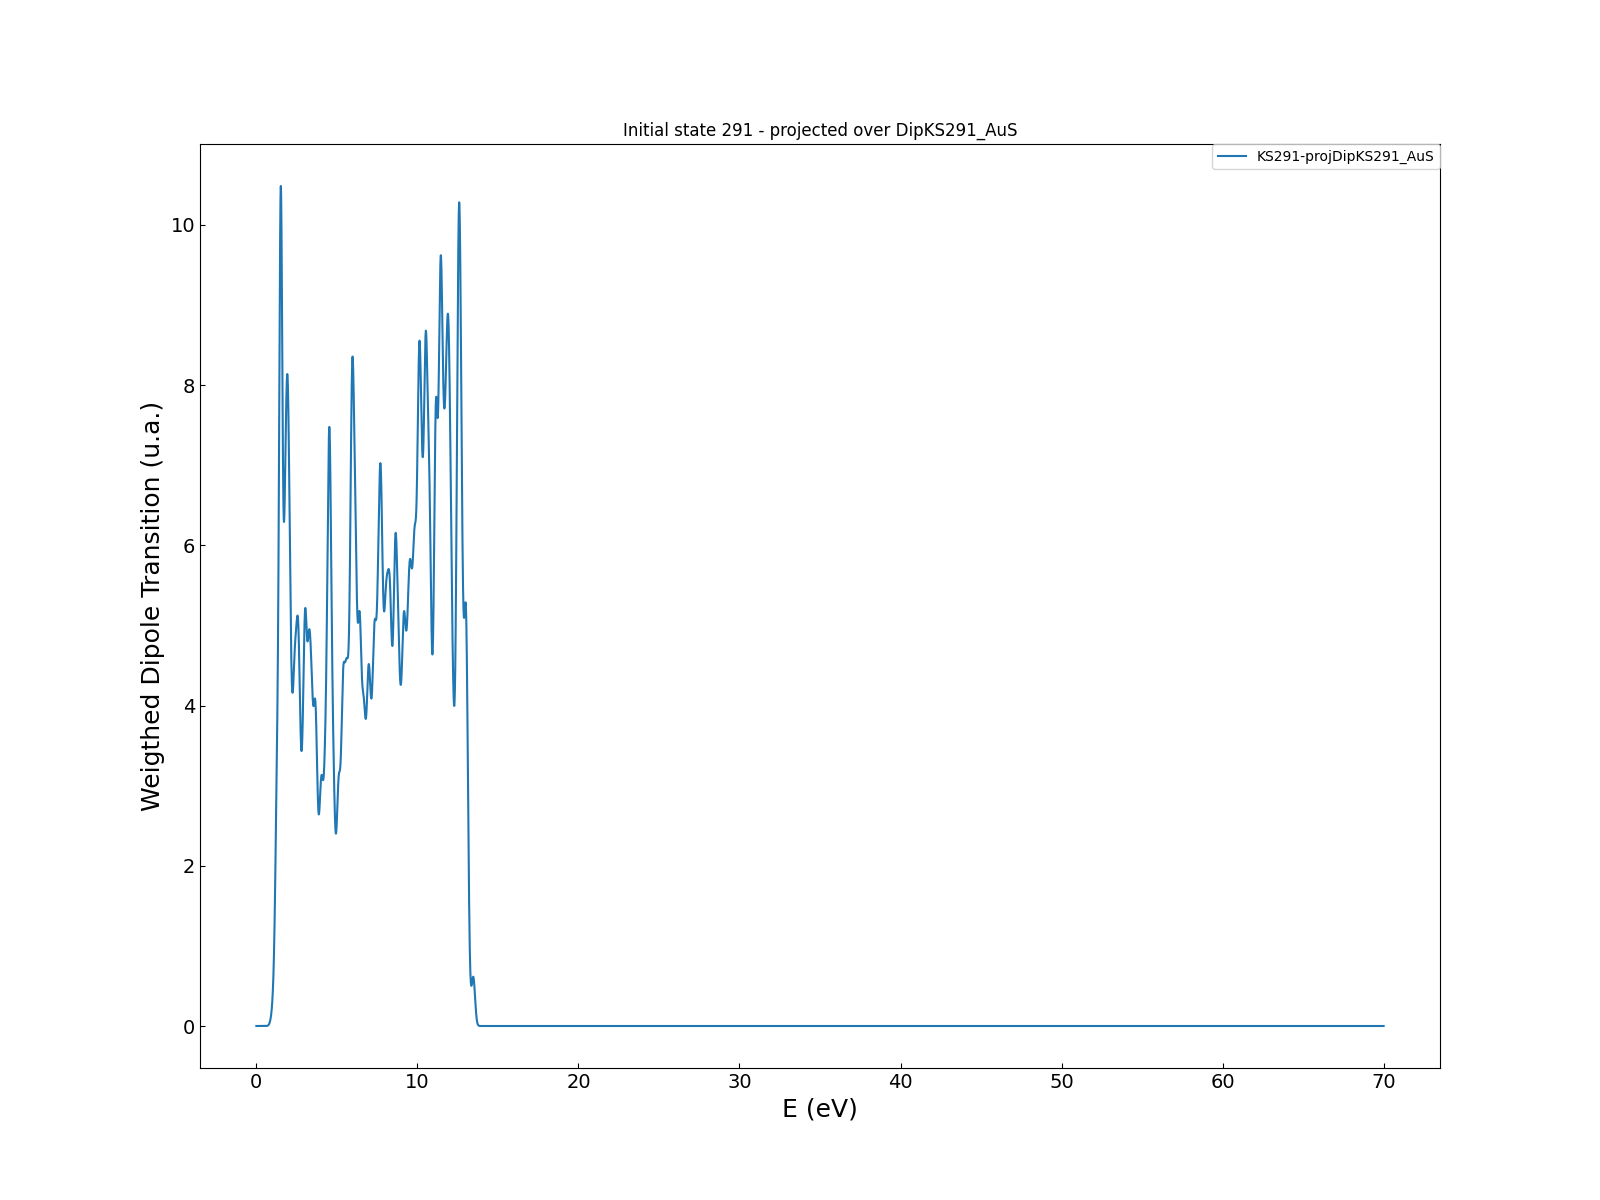 Initial state 291 - projected over DipKS291_AuS
KS291-projDipKS291_AuS
Weigthed Dipole Transition (u.a.)
10
8
6
4
2
0
0 10 20 30 40 50 60 70
E (eV)